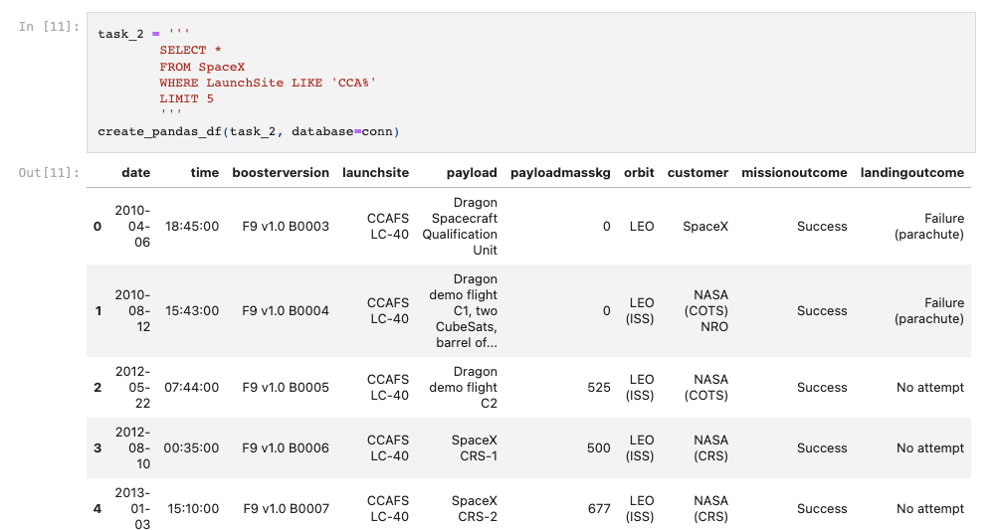 In [11]:
task_2 = '''
SELECT *
FROM SpaceX
WHERE LaunchSite LIKE 'CCA%'
LIMIT 5
'''
create_pandas_df(task_2, database=conn)
Out[11]:
date time boosterversion launchsite payload payloadmasskg orbit customer missionoutcome landingoutcome
0 2010-04-06 18:45:00 F9 v1.0 B0003 CCAFS LC-40 Dragon Spacecraft Qualification Unit 0 LEO SpaceX Success Failure (parachute)
1 2010-08-12 15:43:00 F9 v1.0 B0004 CCAFS LC-40 Dragon demo flight C1, two CubeSats, barrel of... 0 LEO (ISS) NASA (COTS) NRO Success Failure (parachute)
2 2012-05-22 07:44:00 F9 v1.0 B0005 CCAFS LC-40 Dragon demo flight C2 525 LEO (ISS) NASA (COTS) Success No attempt
3 2012-08-10 00:35:00 F9 v1.0 B0006 CCAFS LC-40 SpaceX CRS-1 500 LEO (ISS) NASA (CRS) Success No attempt
4 2013-01-03 15:10:00 F9 v1.0 B0007 CCAFS LC-40 SpaceX CRS-2 677 LEO (ISS) NASA (CRS) Success No attempt